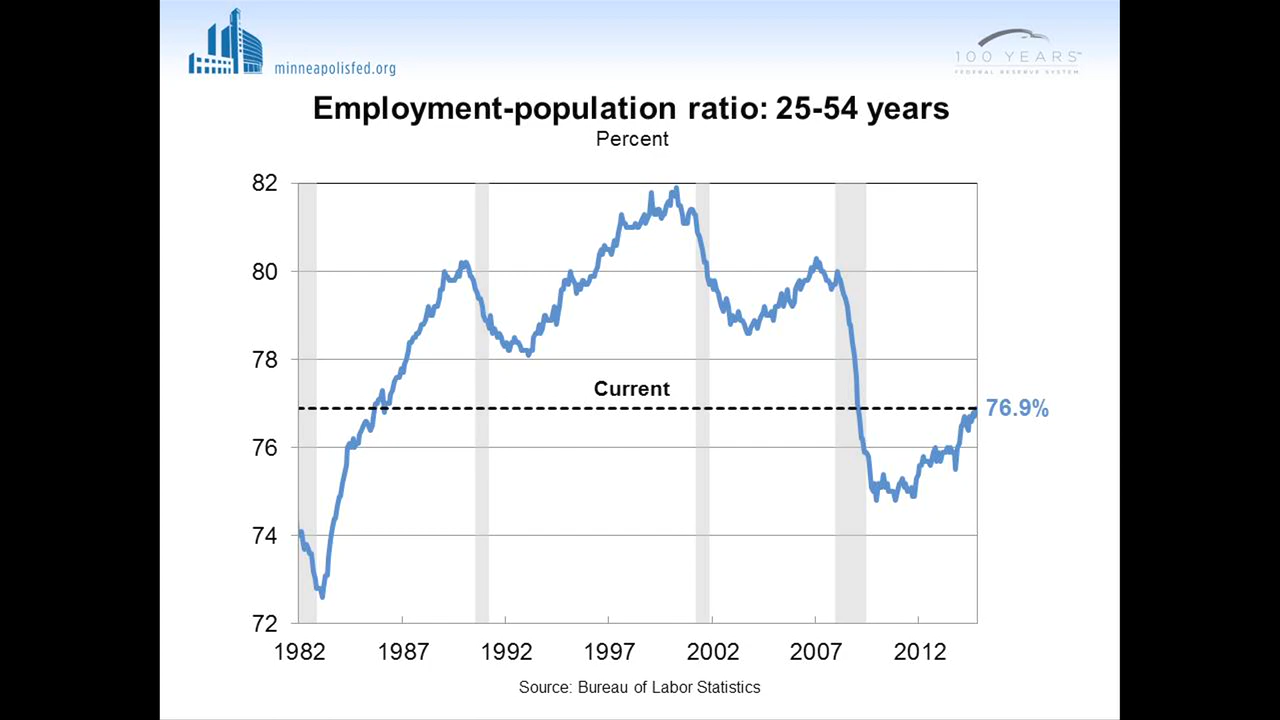 minneapolisfed.org
100 YEARS™
FEDERAL RESERVE SYSTEM
Employment-population ratio: 25-54 years
Percent
82
80
78
Current
76.9%
76
74
72
1982 1987 1992 1997 2002 2007 2012
Source: Bureau of Labor Statistics